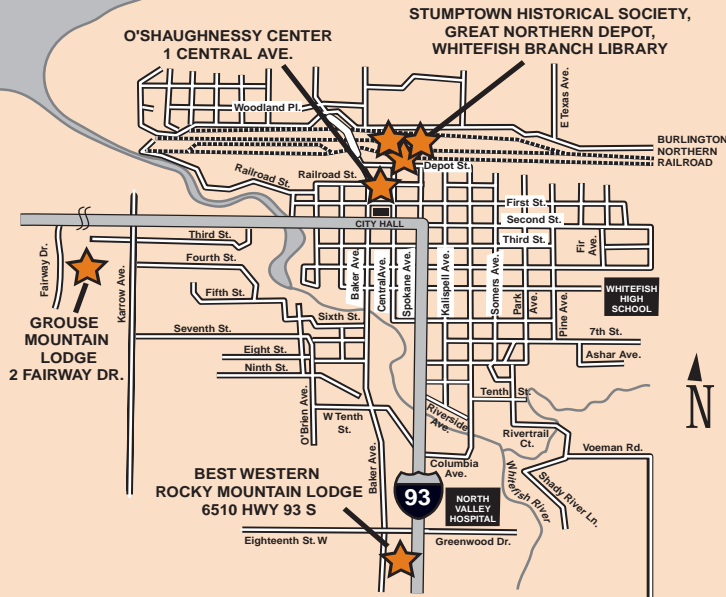 STUMPTOWN HISTORICAL SOCIETY,
GREAT NORTHERN DEPOT,
WHITEFISH BRANCH LIBRARY
O'SHAUGHNESSY CENTER
1 CENTRAL AVE.
E Texas Ave.
Woodland Pl.
BURLINGTON
NORTHERN
RAILROAD
Depot St.
Railroad St.
Railroad St.
First St.
Second St.
CITY HALL
Third St.
Third St.
Fir
Ave.
Fairway Dr.
Karrow Ave.
Fourth St.
Baker Ave.
CentralAve.
Spokane Ave.
Kalispell Ave.
Somers Ave.
Park
Ave.
Pine Ave.
WHITEFISH
HIGH
SCHOOL
Fifth St.
Sixth St.
GROUSE
MOUNTAIN
LODGE
2 FAIRWAY DR.
Seventh St.
7th St.
Eight St.
Ashar Ave.
Ninth St.
N
O'Brien Ave.
Tenth St.
W Tenth
St.
Riverside
Ave.
Rivertrail
Ct.
Voeman Rd.
Baker Ave.
Columbia
Ave.
Whitefish River
Shady River Ln.
BEST WESTERN
ROCKY MOUNTAIN LODGE
6510 HWY 93 S
93
NORTH
VALLEY
HOSPITAL
Eighteenth St. W
Greenwood Dr.